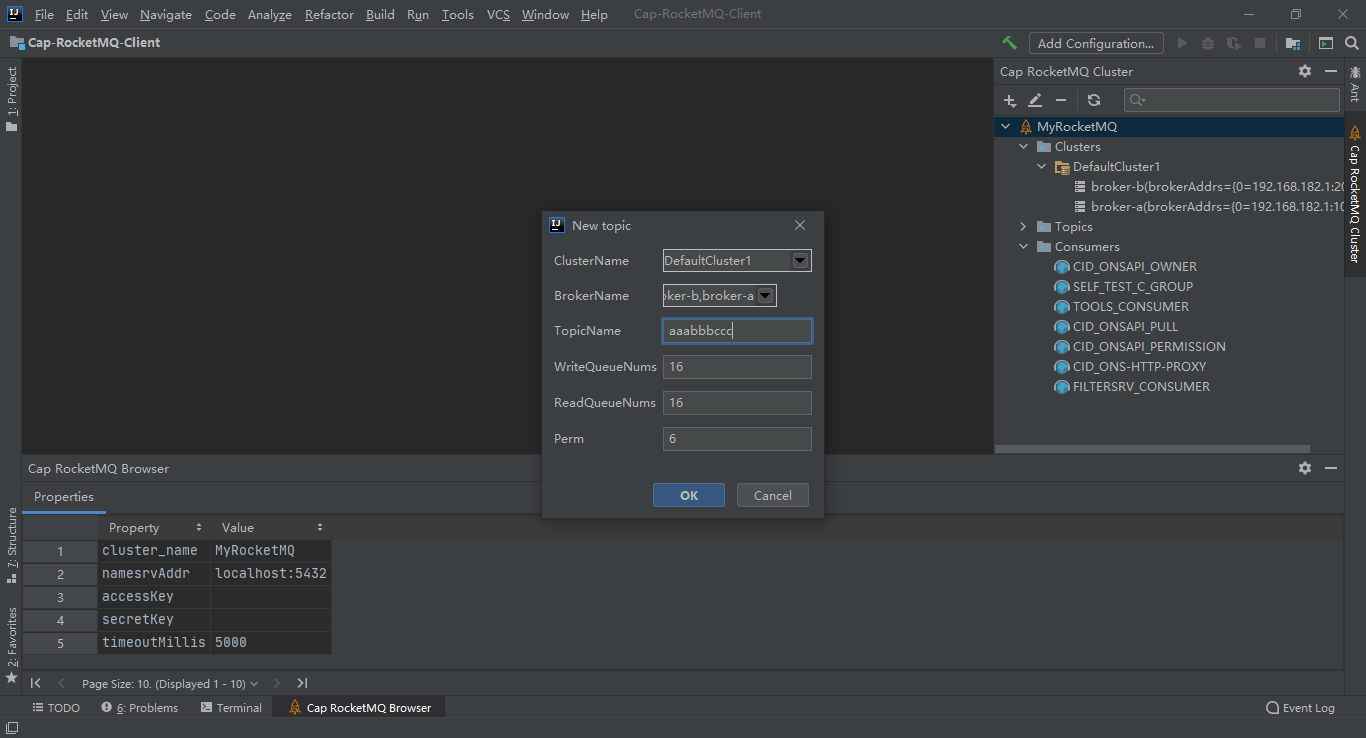 File Edit View Navigate Code Analyze Refactor Build Run Tools VCS Window Help Cap-RocketMQ-Client
Cap-RocketMQ-Client Add Configuration...
1: Project
Cap RocketMQ Cluster
MyRocketMQ
Clusters
DefaultCluster1
broker-b(brokerAddrs={0=192.168.182.1:20
broker-a(brokerAddrs={0=192.168.182.1:10
Topics
Consumers
CID_ONSAPI_OWNER
SELF_TEST_C_GROUP
TOOLS_CONSUMER
CID_ONSAPI_PULL
CID_ONSAPI_PERMISSION
CID_ONS-HTTP-PROXY
FILTERSRV_CONSUMER
Ant
Cap RocketMQ Cluster
New topic
ClusterName DefaultCluster1
BrokerName oker-b,broker-a
TopicName aaabbbccc
WriteQueueNums 16
ReadQueueNums 16
Perm 6
OK Cancel
Cap RocketMQ Browser
Properties
Property Value
1 cluster_name MyRocketMQ
2 namesrvAddr localhost:5432
3 accessKey
4 secretKey
5 timeoutMillis 5000
7: Structure
2: Favorites
Page Size: 10. (Displayed 1 - 10)
TODO 6: Problems Terminal Cap RocketMQ Browser Event Log